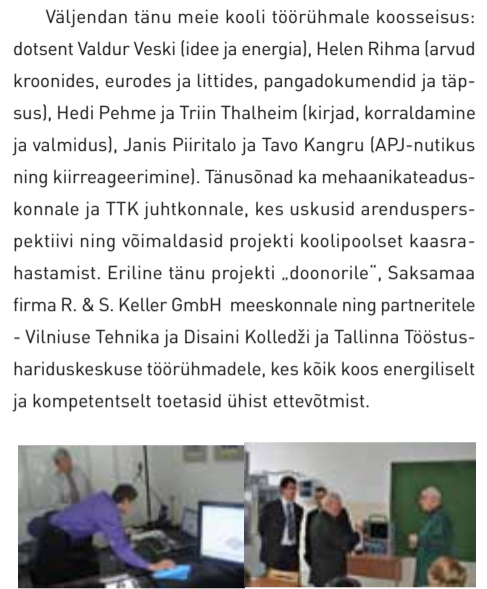 Väljendan tänu meie kooli töörühmale koosseisus:
dotsent Valdur Veski (idee ja energia), Helen Rihma (arvud
kroonides, eurodes ja littides, pangadokumendid ja täp-
sus), Hedi Pehme ja Triin Thalheim (kirjad, korraldamine
ja valmidus), Janis Piiritalo ja Tavo Kangru (APJ-nutikus
ning kiirreageerimine). Tänusõnad ka mehaanikateadus-
konnale ja TTK juhtkonnale, kes uskusid arenduspers-
pektiivi ning võimaldasid projekti koolipoolset kaasra-
hastamist. Eriline tänu projekti „doonorile“, Saksamaa
firma R. & S. Keller GmbH meeskonnale ning partneritele
- Vilniuse Tehnika ja Disaini Kolledži ja Tallinna Tööstus-
hariduskeskuse töörühmadele, kes kõik koos energiliselt
ja kompetentselt toetasid ühist ettevõtmist.